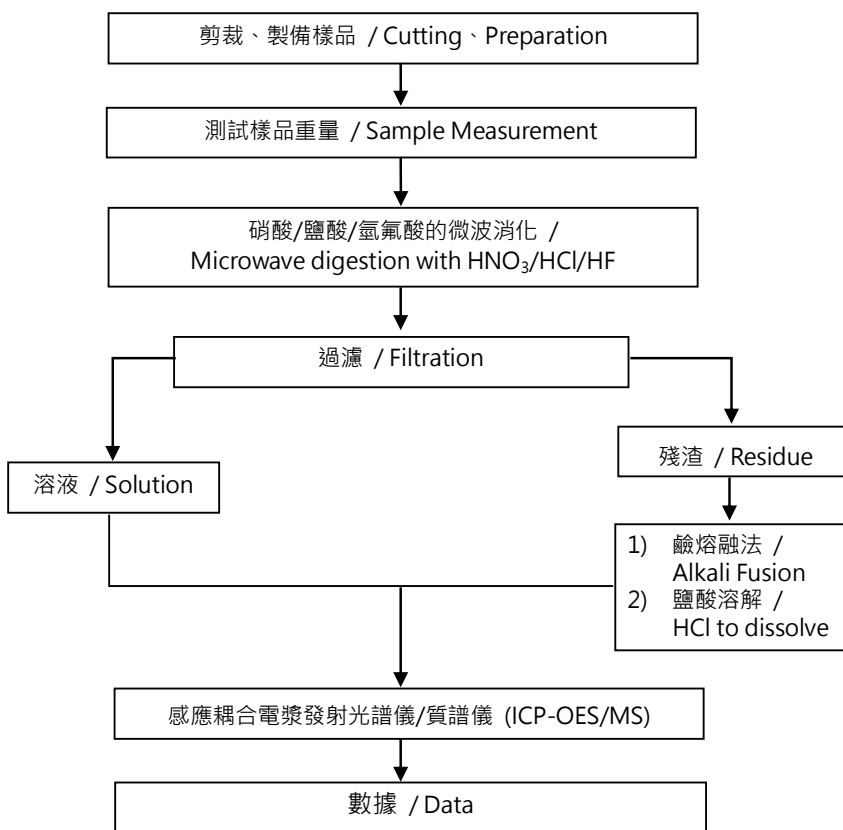 剪裁、製備樣品 / Cutting、Preparation
測試樣品重量 / Sample Measurement
硝酸/鹽酸/氫氟酸的微波消化 /
Microwave digestion with HNO₃/HCl/HF
過濾 / Filtration
溶液 / Solution
殘渣 / Residue
1) 鹼熔融法 /
Alkali Fusion
2) 鹽酸溶解 /
HCl to dissolve
感應耦合電漿發射光譜儀/質譜儀 (ICP-OES/MS)
數據 / Data